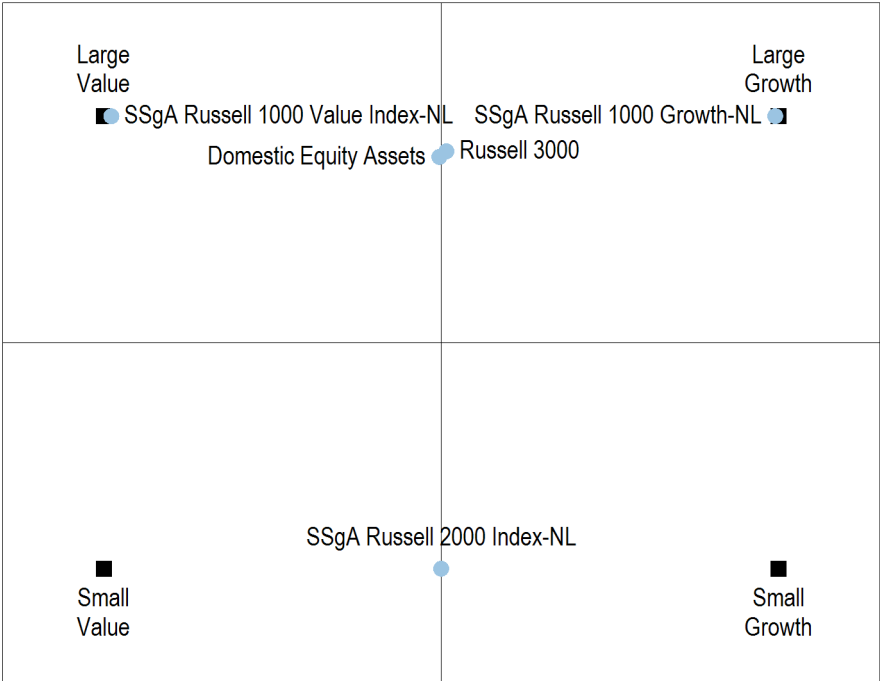 Large
Value
Large
Growth
SSgA Russell 1000 Value Index-NL
SSgA Russell 1000 Growth-NL
Domestic Equity Assets
Russell 3000
SSgA Russell 2000 Index-NL
Small
Value
Small
Growth